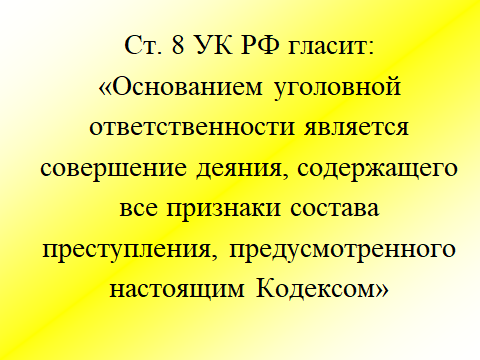 Ст. 8 УК РФ гласит:
«Основанием уголовной
ответственности является
совершение деяния, содержащего
все признаки состава
преступления, предусмотренного
настоящим Кодексом»